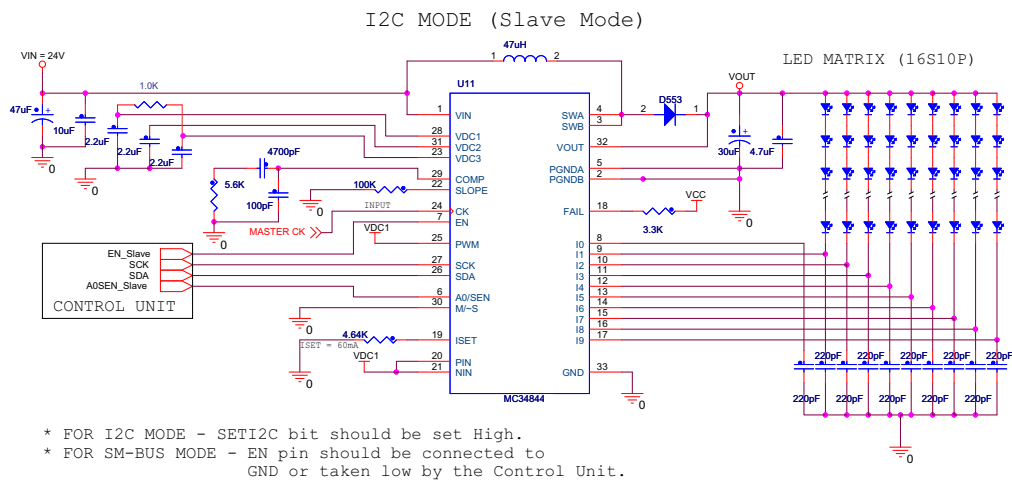 I2C MODE (Slave Mode)
VIN = 24V
47uF
10uF
2.2uF
1.0K
2.2uF
2.2uF
0
0
47uH
1
2
U11
MC34844
1 VIN
28 VDC1
31 VDC2
23 VDC3
29 COMP
22 SLOPE
24 CK
7 EN
25 PWM
27 SCK
26 SDA
6 A0/SEN
30 M/~S
19 ISET
20 PIN
21 NIN
SWA 4
SWB 3
VOUT 32
PGNDA 5
PGNDB 2
FAIL 18
I0 8
I1 9
I2 10
I3 11
I4 12
I5 13
I6 14
I7 15
I8 16
I9 17
GND 33
0
4700pF
5.6K
100pF
0
100K
0
INPUT
MASTER CK
VDC1
EN_Slave
SCK
SDA
A0SEN_Slave
CONTROL UNIT
0
4.64K
ISET = 60mA
0
VDC1
2
D553
1
VOUT
30uF
4.7uF
0
VCC
3.3K
LED MATRIX (16S10P)
220pF 220pF 220pF 220pF 220pF
220pF 220pF 220pF 220pF 220pF
0
* FOR I2C MODE - SETI2C bit should be set High.
* FOR SM-BUS MODE - EN pin should be connected to
GND or taken low by the Control Unit.